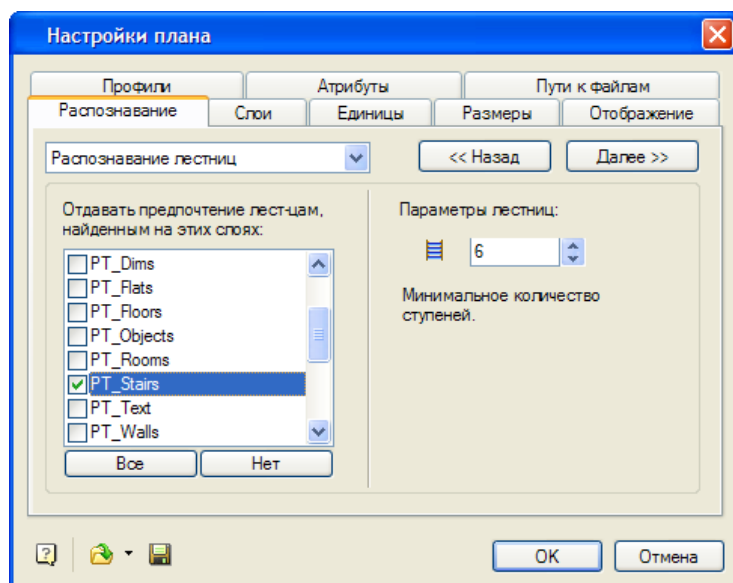 Настройки плана
Профили
Атрибуты
Пути к файлам
Распознавание
Слои
Единицы
Размеры
Отображение
Распознавание лестниц
<< Назад
Далее >>
Отдавать предпочтение лест-цам,
найденным на этих слоях:
PT_Dims
PT_Flats
PT_Floors
PT_Objects
PT_Rooms
PT_Stairs
PT_Text
PT_Walls
Все
Нет
Параметры лестниц:
6
Минимальное количество
ступеней.
?
OK
Отмена